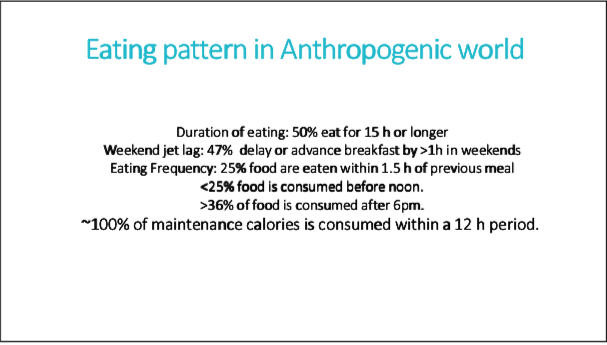 Eating pattern in Anthropogenic world
Duration of eating: 50% eat for 15 h or longer
Weekend jet lag: 47% delay or advance breakfast by >1h in weekends
Eating Frequency: 25% food are eaten within 1.5 h of previous meal
<25% food is consumed before noon.
>36% of food is consumed after 6pm.
~100% of maintenance calories is consumed within a 12 h period.